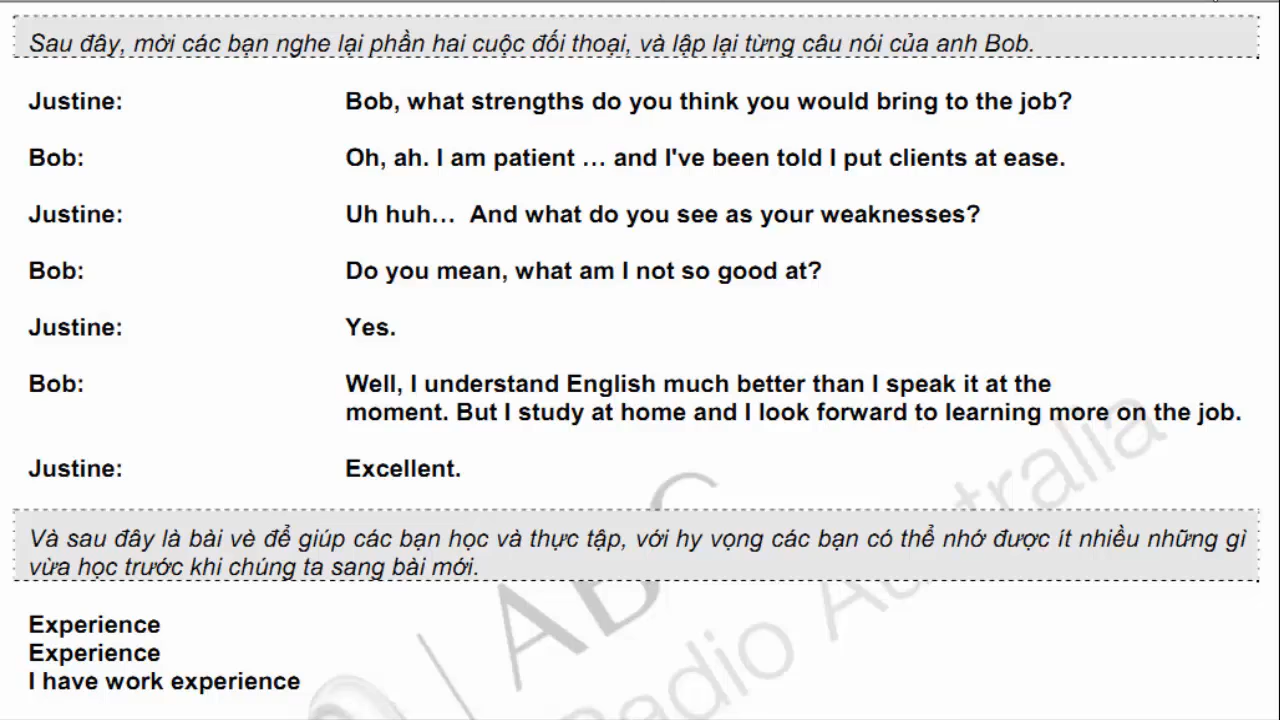 Sau đây, mời các bạn nghe lại phần hai cuộc đối thoại, và lập lại từng câu nói của anh Bob.
Justine: Bob, what strengths do you think you would bring to the job?
Bob: Oh, ah. I am patient … and I've been told I put clients at ease.
Justine: Uh huh… And what do you see as your weaknesses?
Bob: Do you mean, what am I not so good at?
Justine: Yes.
Bob: Well, I understand English much better than I speak it at the
moment. But I study at home and I look forward to learning more on the job.
Justine: Excellent.
Và sau đây là bài vè để giúp các bạn học và thực tập, với hy vọng các bạn có thể nhớ được ít nhiều những gì
vừa học trước khi chúng ta sang bài mới.
Experience
Experience
I have work experience
ABC
Radio Australia